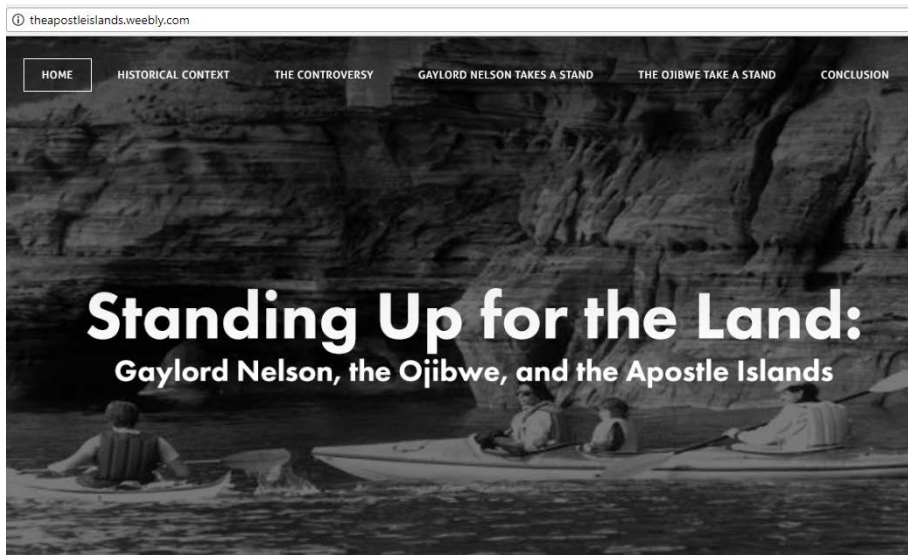 theapostleislands.weebly.com
HOME HISTORICAL CONTEXT THE CONTROVERSY GAYLORD NELSON TAKES A STAND THE OJIBWE TAKE A STAND CONCLUSION
Standing Up for the Land:
Gaylord Nelson, the Ojibwe, and the Apostle Islands